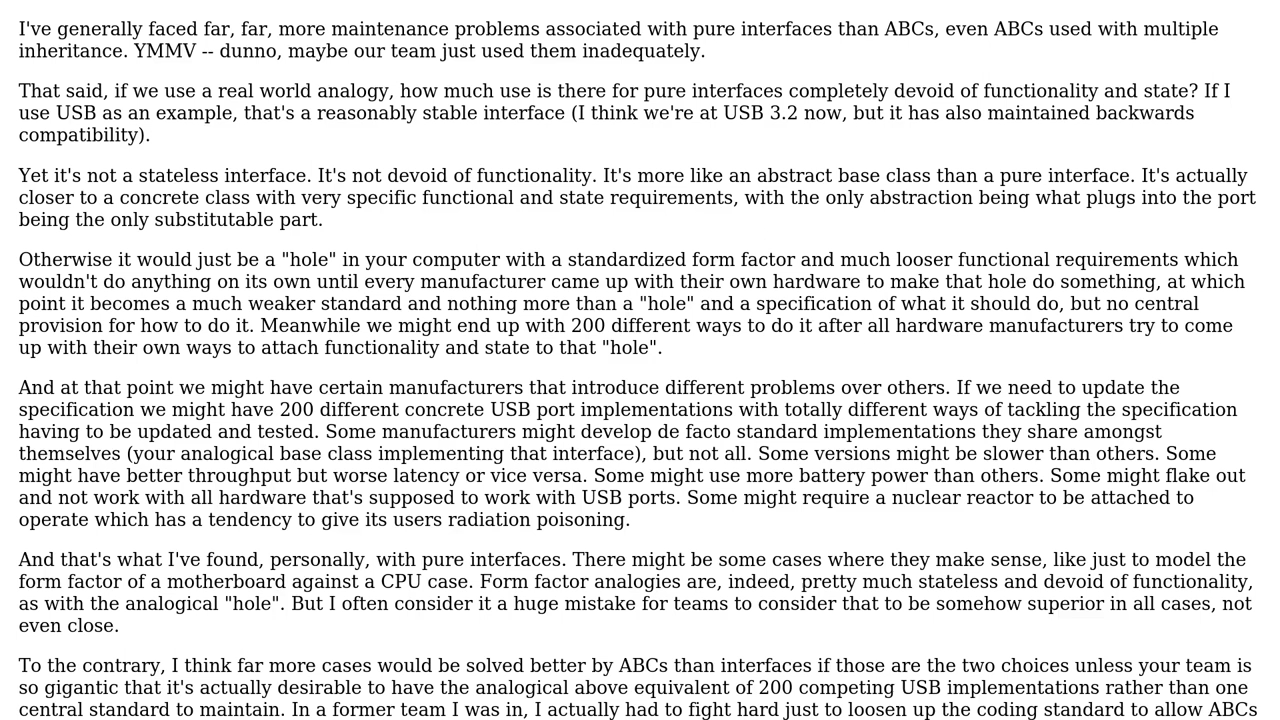 I've generally faced far, far, more maintenance problems associated with pure interfaces than ABCs, even ABCs used with multiple
inheritance. YMMV -- dunno, maybe our team just used them inadequately.
That said, if we use a real world analogy, how much use is there for pure interfaces completely devoid of functionality and state? If I
use USB as an example, that's a reasonably stable interface (I think we're at USB 3.2 now, but it has also maintained backwards
compatibility).
Yet it's not a stateless interface. It's not devoid of functionality. It's more like an abstract base class than a pure interface. It's actually
closer to a concrete class with very specific functional and state requirements, with the only abstraction being what plugs into the port
being the only substitutable part.
Otherwise it would just be a "hole" in your computer with a standardized form factor and much looser functional requirements which
wouldn't do anything on its own until every manufacturer came up with their own hardware to make that hole do something, at which
point it becomes a much weaker standard and nothing more than a "hole" and a specification of what it should do, but no central
provision for how to do it. Meanwhile we might end up with 200 different ways to do it after all hardware manufacturers try to come
up with their own ways to attach functionality and state to that "hole".
And at that point we might have certain manufacturers that introduce different problems over others. If we need to update the
specification we might have 200 different concrete USB port implementations with totally different ways of tackling the specification
having to be updated and tested. Some manufacturers might develop de facto standard implementations they share amongst
themselves (your analogical base class implementing that interface), but not all. Some versions might be slower than others. Some
might have better throughput but worse latency or vice versa. Some might use more battery power than others. Some might flake out
and not work with all hardware that's supposed to work with USB ports. Some might require a nuclear reactor to be attached to
operate which has a tendency to give its users radiation poisoning.
And that's what I've found, personally, with pure interfaces. There might be some cases where they make sense, like just to model the
form factor of a motherboard against a CPU case. Form factor analogies are, indeed, pretty much stateless and devoid of functionality,
as with the analogical "hole". But I often consider it a huge mistake for teams to consider that to be somehow superior in all cases, not
even close.
To the contrary, I think far more cases would be solved better by ABCs than interfaces if those are the two choices unless your team is
so gigantic that it's actually desirable to have the analogical above equivalent of 200 competing USB implementations rather than one
central standard to maintain. In a former team I was in, I actually had to fight hard just to loosen up the coding standard to allow ABCs